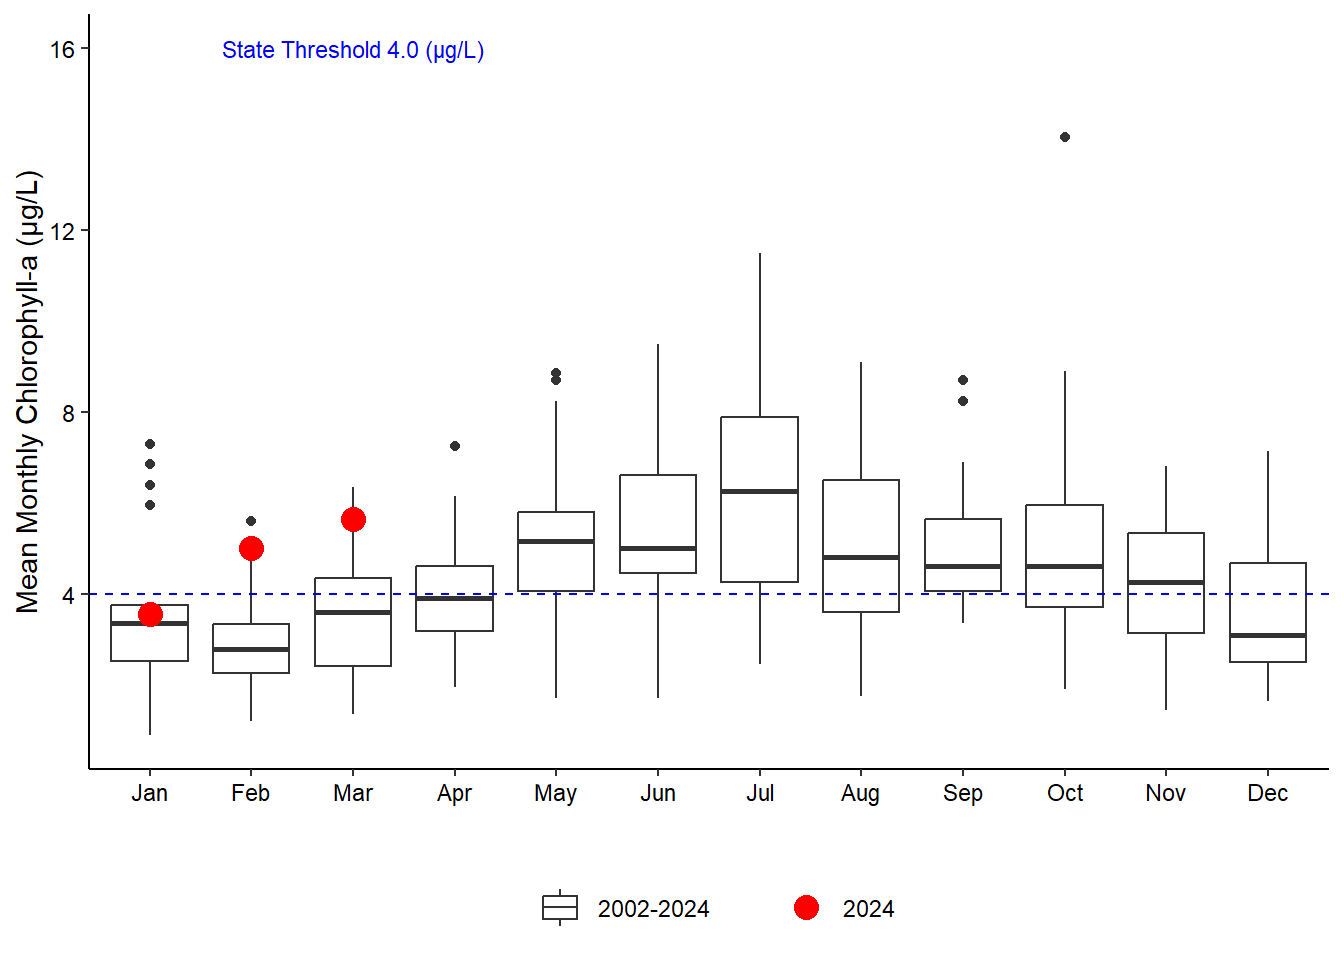 State Threshold 4.0 (µg/L)
Mean Monthly Chlorophyll-a (µg/L)
16
12
8
4
Jan Feb Mar Apr May Jun Jul Aug Sep Oct Nov Dec
2002-2024 2024